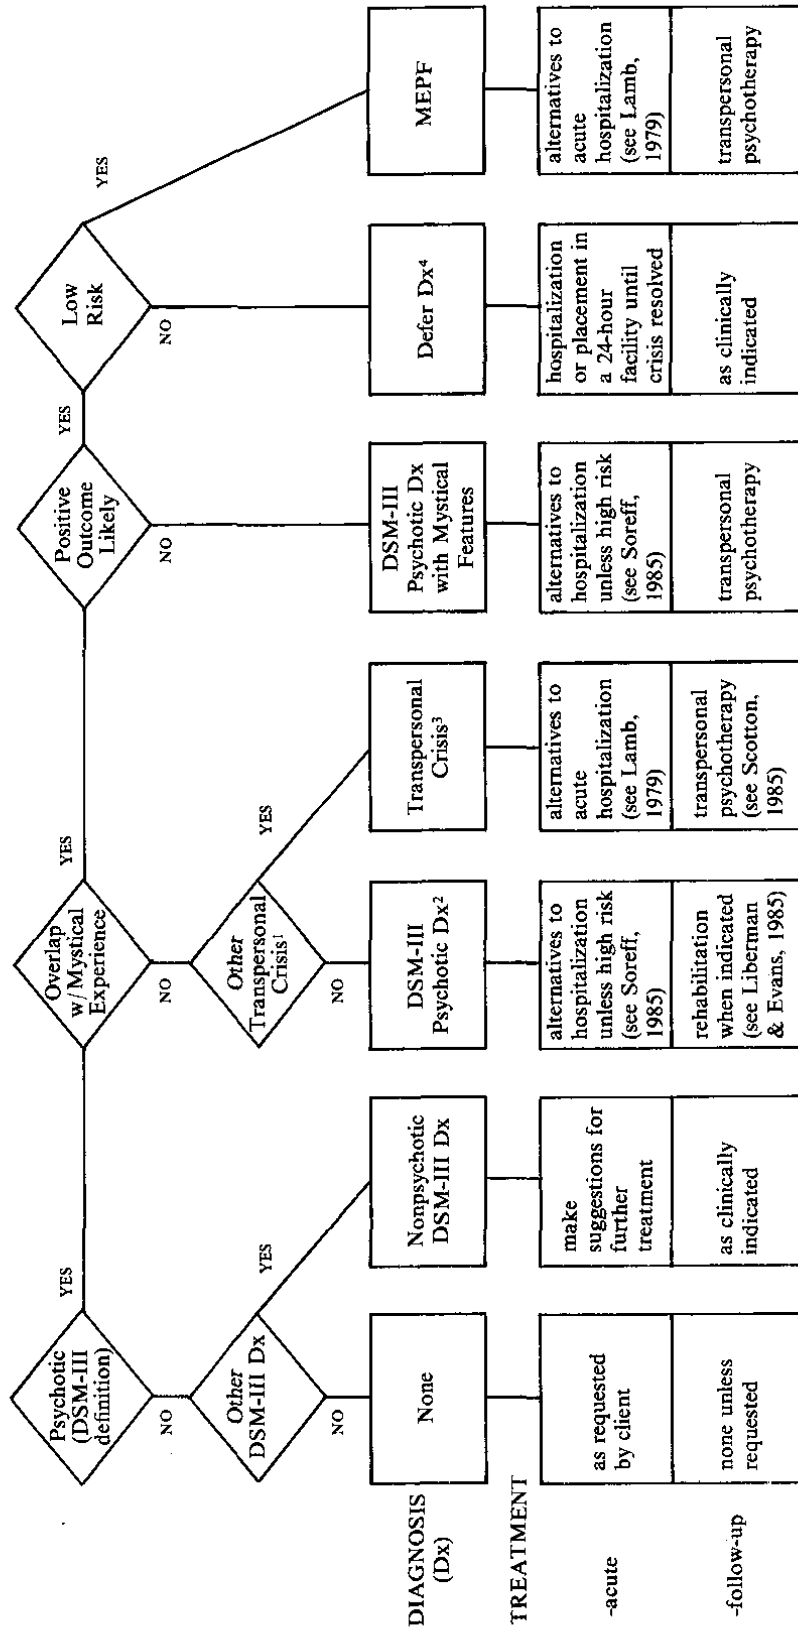 Psychotic
(DSM-III
definition)
YES
Overlap
w/Mystical
Experience
YES
Positive
Outcome
Likely
YES
Low
Risk
YES
NO
NO
NO
NO
Other
DSM-III Dx
YES
Other
Transpersonal
Crisis¹
YES
NO
NO
DIAGNOSIS
(Dx)
None
Nonpsychotic
DSM-III Dx
DSM-III
Psychotic Dx²
Transpersonal
Crisis³
DSM-III
Psychotic Dx
with Mystical
Features
Defer Dx⁴
MEPF
TREATMENT
-acute
as requested
by client
make
suggestions for
further
treatment
alternatives to
hospitalization
unless high risk
(see Soreff,
1985)
alternatives to
acute
hospitalization
(see Lamb,
1979)
alternatives to
hospitalization
unless high risk
(see Soreff,
1985)
hospitalization
or placement in
a 24-hour
facility until
crisis resolved
alternatives to
acute
hospitalization
(see Lamb,
1979)
-follow-up
none unless
requested
as clinically
indicated
rehabilitation
when indicated
(see Liberman
& Evans, 1985)
transpersonal
psychotherapy
(see Scotton,
1985)
transpersonal
psychotherapy
as clinically
indicated
transpersonal
psychotherapy